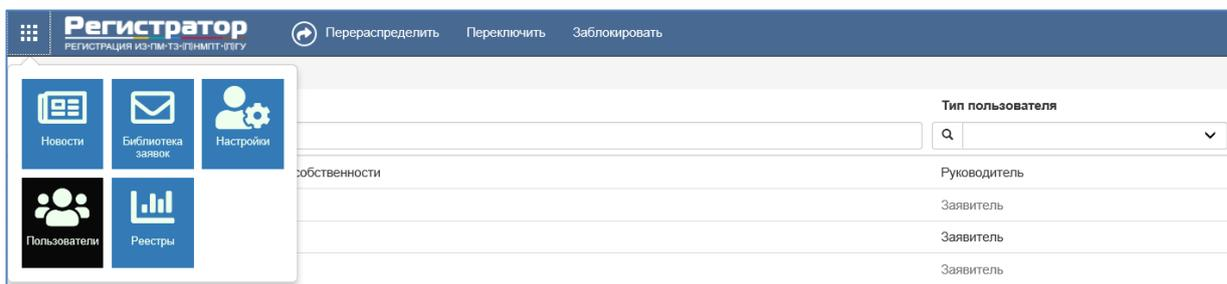 Регистратор
РЕГИСТРАЦИЯ ИЗ•ПМ•ТЗ•(П)НМПТ•(П)ГУ
Перераспределить Переключить Заблокировать
Новости
Библиотека
заявок
Настройки
Пользователи
Реестры
Тип пользователя
собственности
Руководитель
Заявитель
Заявитель
Заявитель